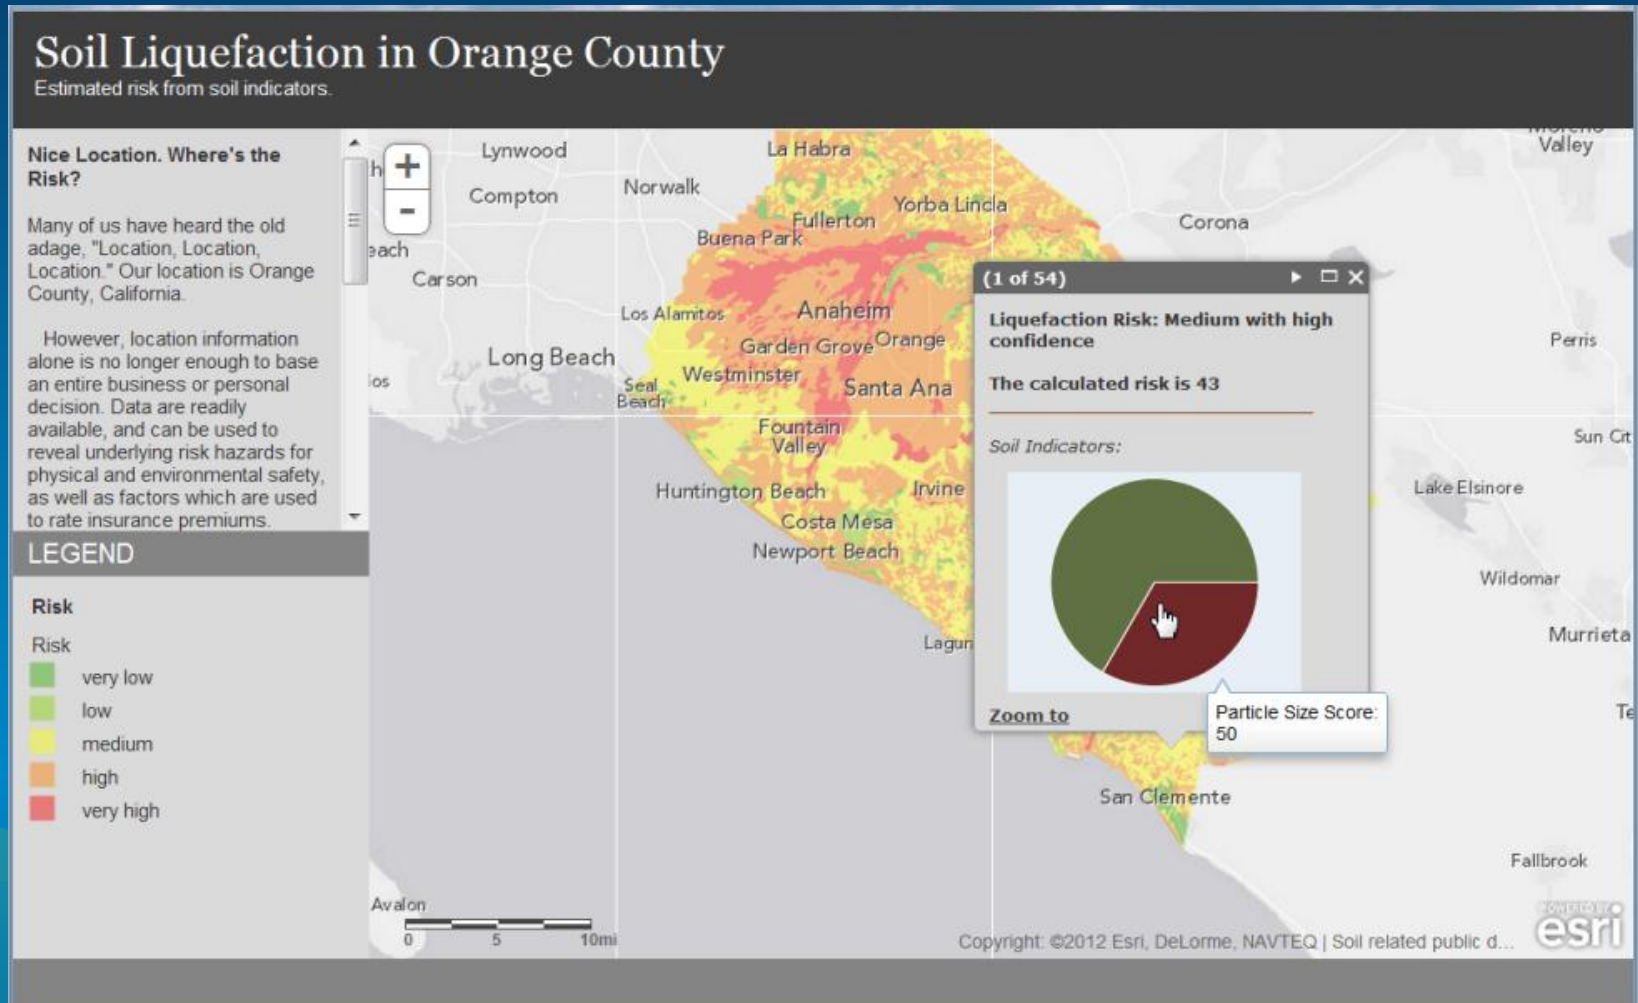 Soil Liquefaction in Orange County
Estimated risk from soil indicators.
Nice Location. Where's the
Risk?
Many of us have heard the old
adage, "Location, Location,
Location." Our location is Orange
County, California.
However, location information
alone is no longer enough to base
an entire business or personal
decision. Data are readily
available, and can be used to
reveal underlying risk hazards for
physical and environmental safety,
as well as factors which are used
to rate insurance premiums.
LEGEND
Risk
Risk
very low
low
medium
high
very high
+
-
Lynwood
La Habra
Moreno
Valley
Compton
Norwalk
Yorba Linda
Fullerton
Corona
Buena Park
each
Carson
Los Alamitos
Anaheim
Garden Grove
Orange
Perris
Long Beach
Westminster
Seal
Beach
Santa Ana
os
Fountain
Valley
Sun Cit
Huntington Beach
Irvine
Lake Elsinore
Costa Mesa
Newport Beach
Wildomar
Lagun
Murrieta
Te
San Clemente
Fallbrook
Avalon
(1 of 54)
Liquefaction Risk: Medium with high
confidence
The calculated risk is 43
Soil Indicators:
Zoom to
Particle Size Score:
50
0 5 10mi
Copyright: ©2012 Esri, DeLorme, NAVTEQ | Soil related public d...
POWERED BY
esri